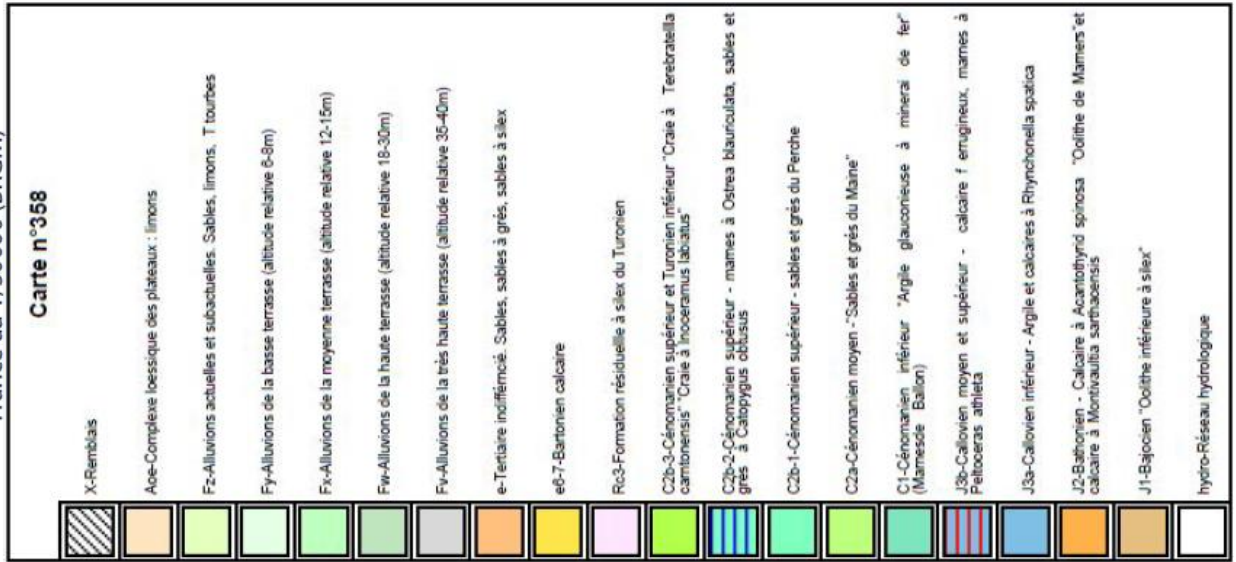 Carte n°358
X-Remblais
Aoe-Complexe loessique des plateaux : limons
Fz-Alluvions actuelles et subactuelles. Sables, limons, T tourbes
Fy-Alluvions de la basse terrasse (altitude relative 6-8m)
Fx-Alluvions de la moyenne terrasse (altitude relative 12-15m)
Fw-Alluvions de la haute terrasse (altitude relative 18-30m)
Fv-Alluvions de la très haute terrasse (altitude relative 35-40m)
e-Tertiaire indifférncié. Sables, sables à grès, sables à silex
e6-7-Bartonien calcaire
Rc3-Formation résiduellle à silex du Turonien
C2b-3-Cénomanien supérieur et Turonien inférieur "Craie à Terebratellla
carntonensis" "Craie à Inoceramus labiatus"
C2b-2-Cénomanien supérieur - marnes à Ostrea biauriculata, sables et
grès à Catopygus obtusus
C2b-1-Cénomanien supérieur - sables et grès du Perche
C2a-Cénomanien moyen -"Sables et grès du Maine"
C1-Cénomanien inférieur "Argile glauconieuse à minerai de fer"
(Marnesde Ballon)
J3b-Callovien moyen et supérieur - calcaire f errugineux, marnes à
Peltoceras athleta
J3a-Callovien inférieur - Argile et calcaires à Rhynchonella spatica
J2-Bathonien - Calcaire à Acantothyrid spinosa "Oolithe de Mamers"et
calcaire à Montivaultia sarthacensis
J1-Bajocien "Oolithe inférieure à silex"
hydro-Réseau hydrologique